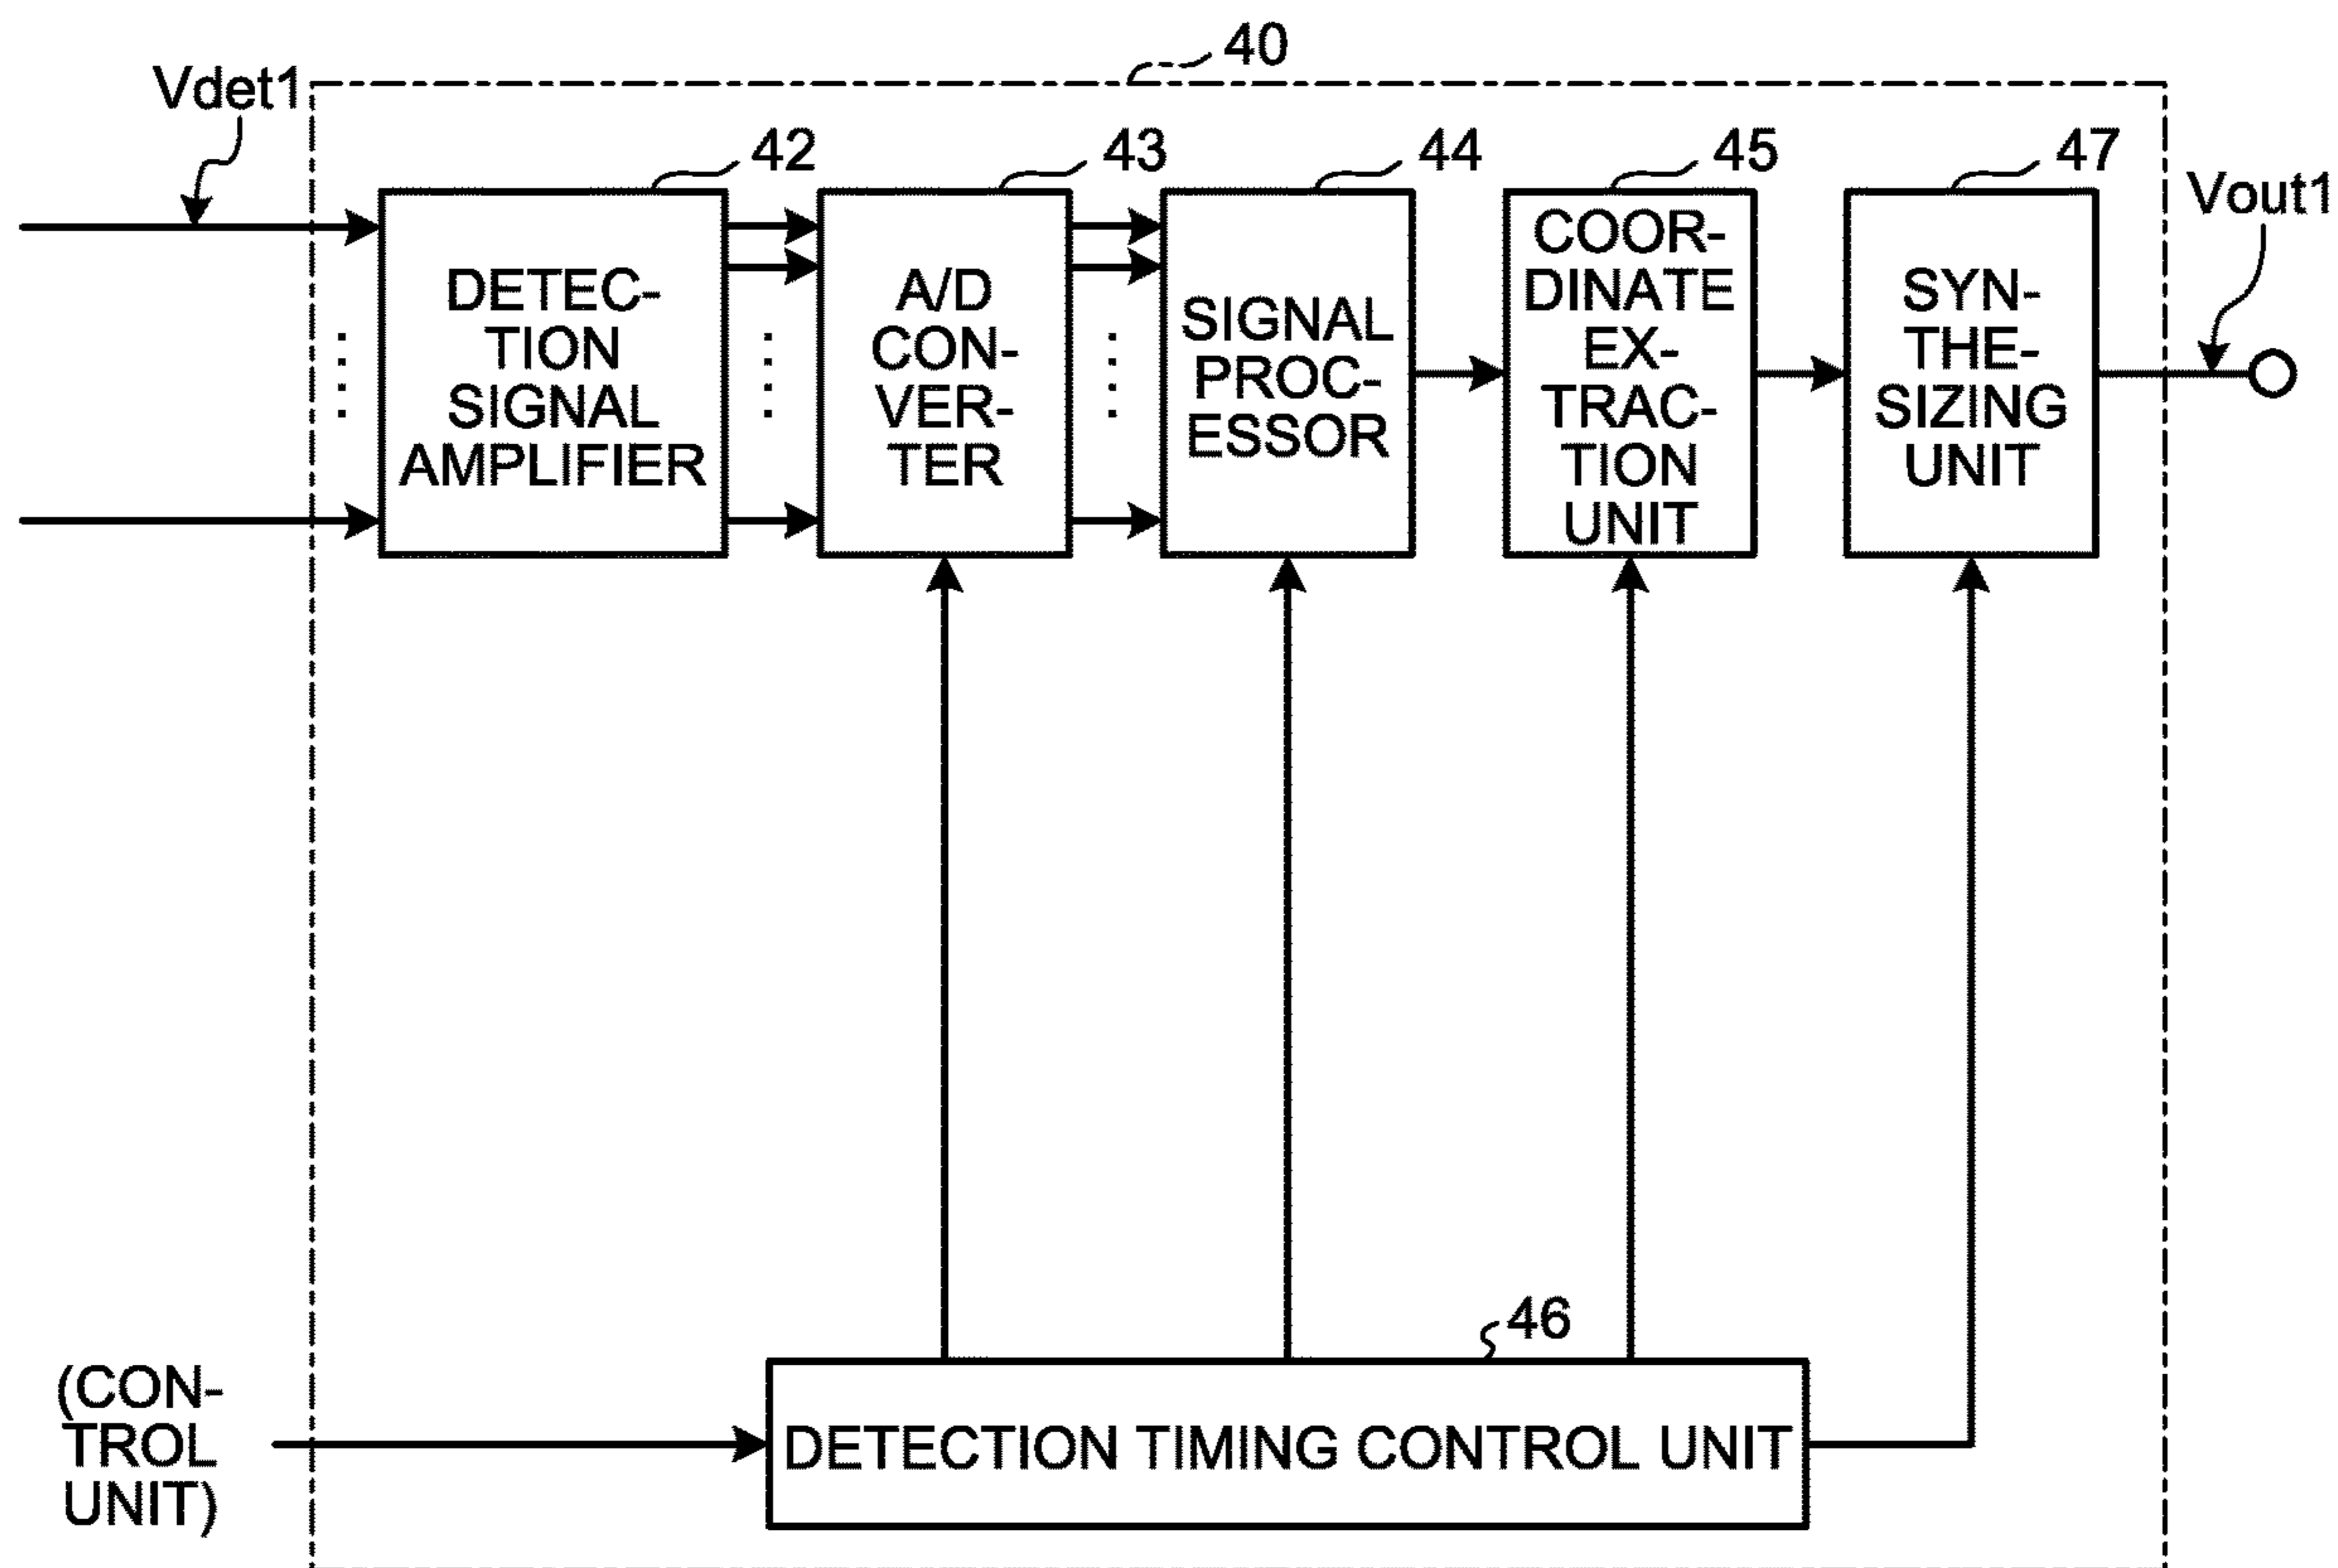 40
Vdet1
42
43
44
45
47
Vout1
DETEC-
TION
SIGNAL
AMPLIFIER
A/D
CON-
VER-
TER
SIGNAL
PROC-
ESSOR
COOR-
DINATE
EX-
TRAC-
TION
UNIT
SYN-
THE-
SIZING
UNIT
46
(CON-
TROL
UNIT)
DETECTION TIMING CONTROL UNIT